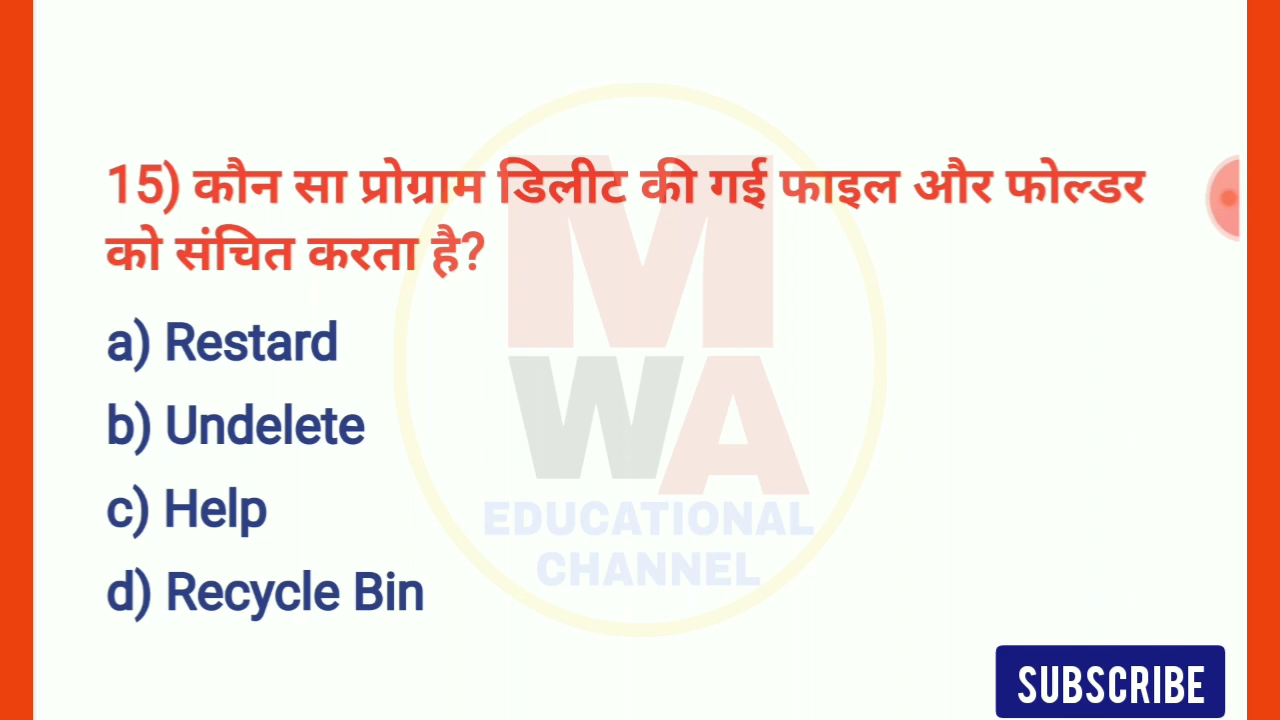 15) कौन सा प्रोग्राम डिलीट की गई फाइल और फोल्डर
को संचित करता है?
a) Restard
b) Undelete
c) Help
d) Recycle Bin
M
WA
EDUCATIONAL
CHANNEL
SUBSCRIBE